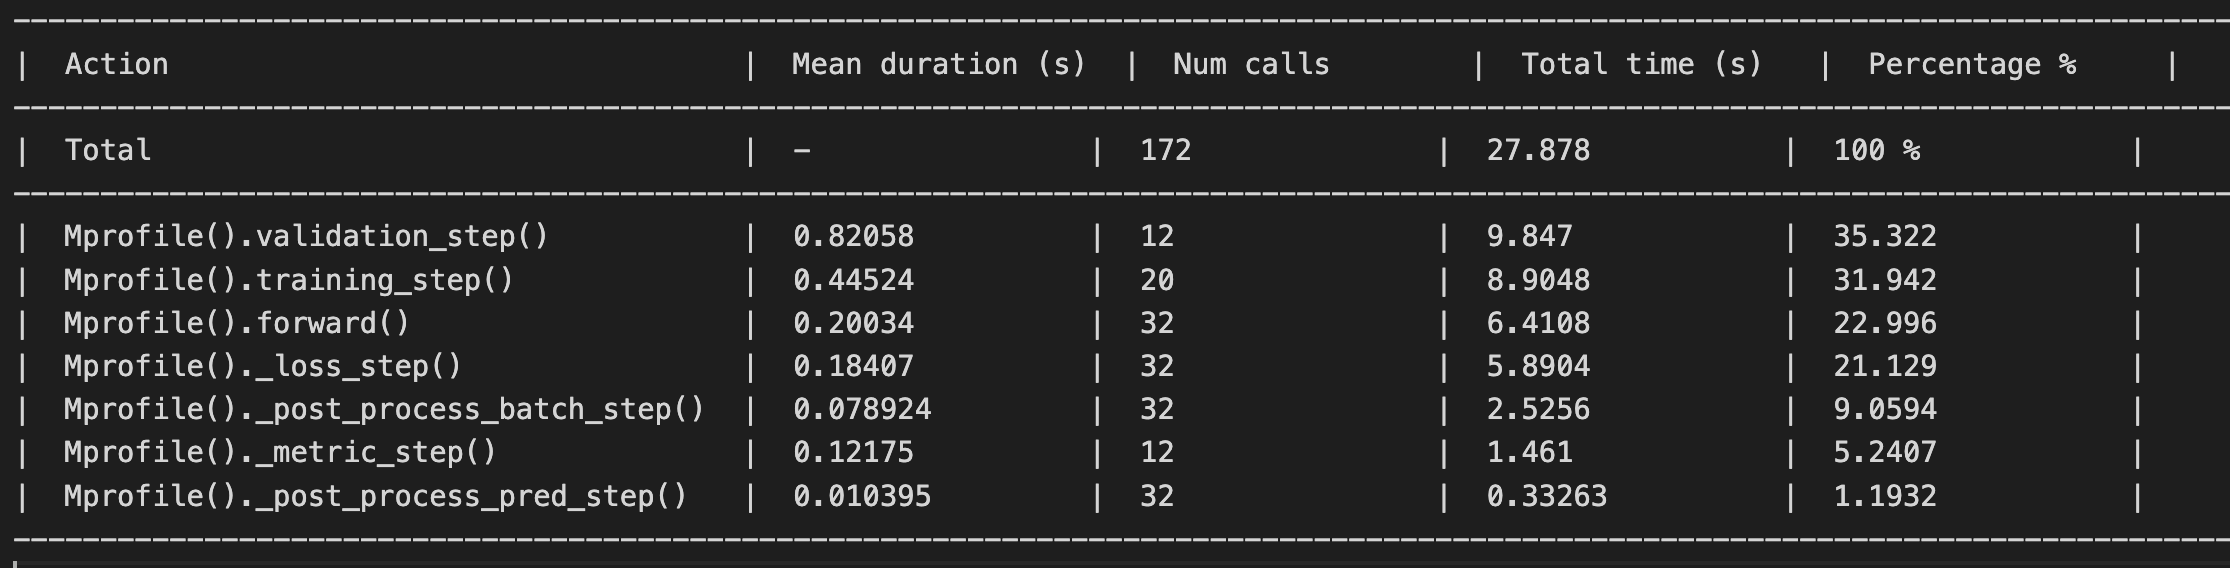 | Action | Mean duration (s) | Num calls | Total time (s) | Percentage % |
| Total | – | 172 | 27.878 | 100 % |
| Mprofile().validation_step() | 0.82058 | 12 | 9.847 | 35.322 |
| Mprofile().training_step() | 0.44524 | 20 | 8.9048 | 31.942 |
| Mprofile().forward() | 0.20034 | 32 | 6.4108 | 22.996 |
| Mprofile()._loss_step() | 0.18407 | 32 | 5.8904 | 21.129 |
| Mprofile()._post_process_batch_step() | 0.078924 | 32 | 2.5256 | 9.0594 |
| Mprofile()._metric_step() | 0.12175 | 12 | 1.461 | 5.2407 |
| Mprofile()._post_process_pred_step() | 0.010395 | 32 | 0.33263 | 1.1932 |